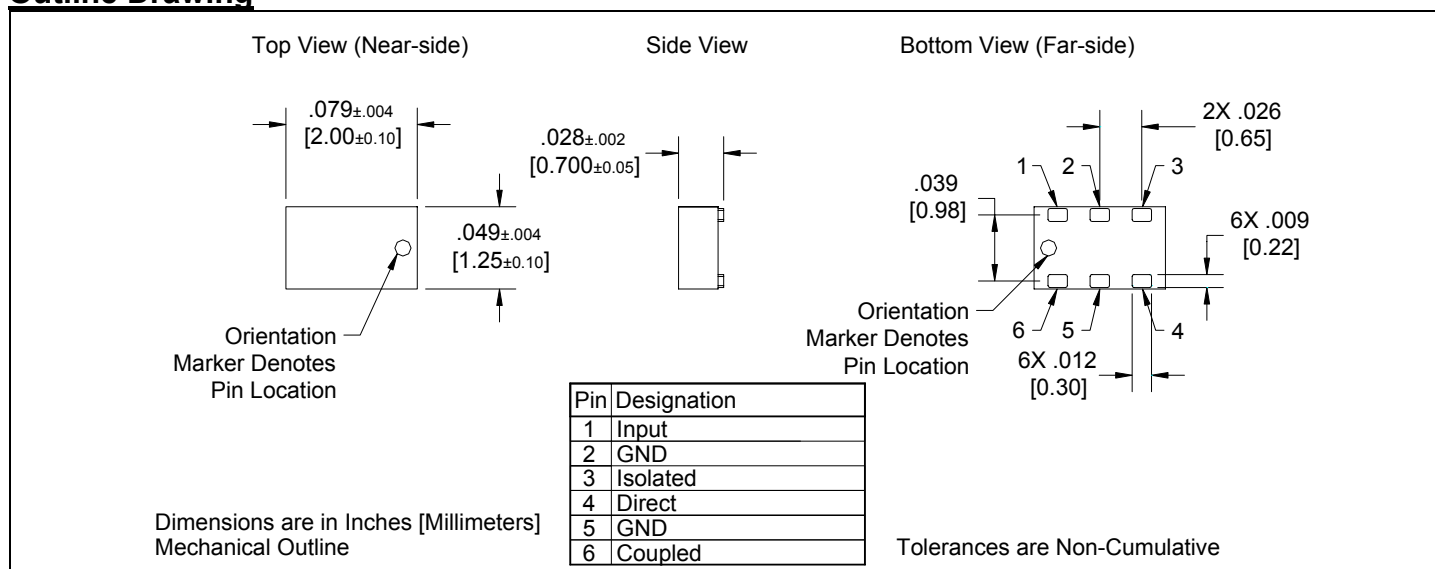 Outline Drawing
Top View (Near-side)
Side View
Bottom View (Far-side)
.079±.004
[2.00±0.10]
.028±.002
[0.700±0.05]
2X .026
[0.65]
1
2
3
.039
[0.98]
6X .009
[0.22]
.049±.004
[1.25±0.10]
Orientation
Marker Denotes
Pin Location
Orientation
Marker Denotes
Pin Location
6
5
4
6X .012
[0.30]
Pin Designation
1 Input
2 GND
3 Isolated
4 Direct
5 GND
6 Coupled
Dimensions are in Inches [Millimeters]
Mechanical Outline
Tolerances are Non-Cumulative